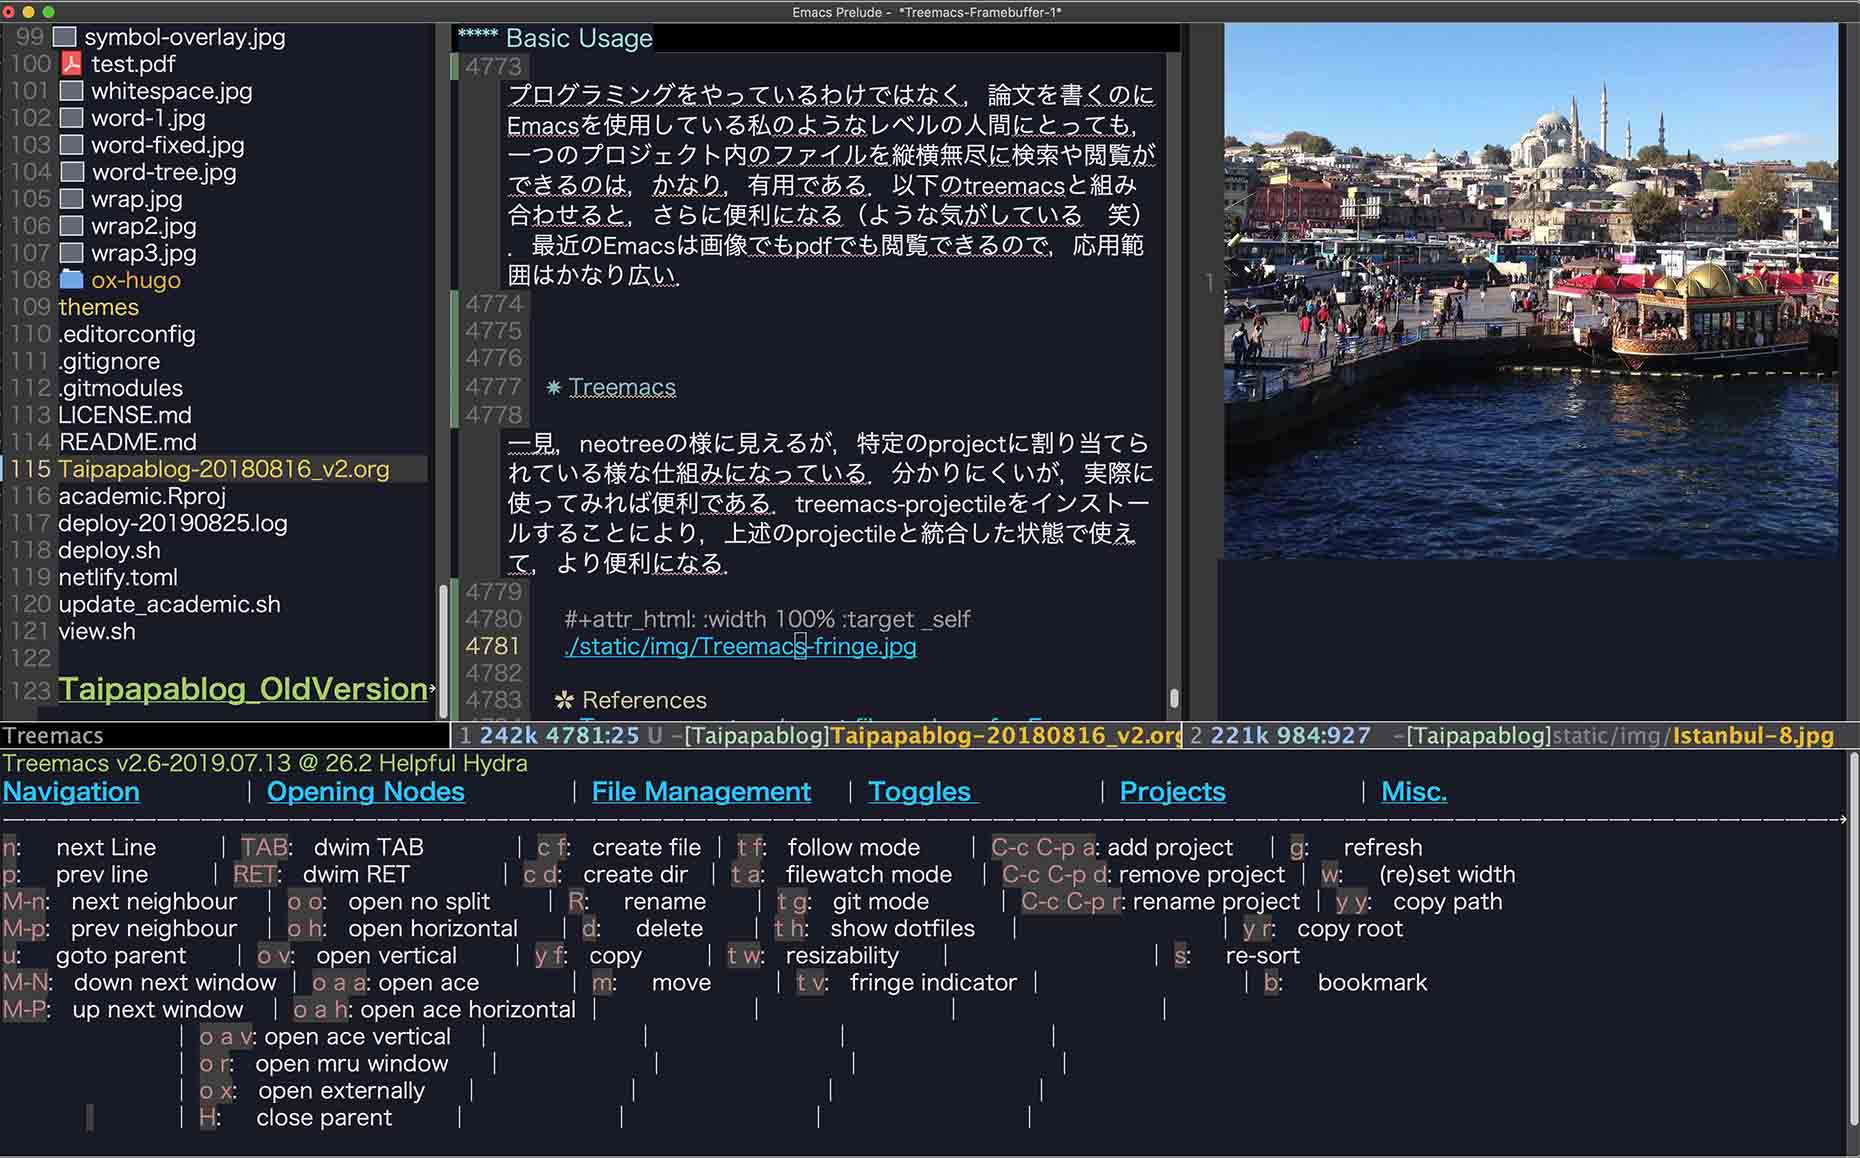 Emacs Prelude - *Treemacs-Framebuffer-1*
99 symbol-overlay.jpg
100 test.pdf
101 whitespace.jpg
102 word-1.jpg
103 word-fixed.jpg
104 word-tree.jpg
105 wrap.jpg
106 wrap2.jpg
107 wrap3.jpg
108 ox-hugo
109 themes
110 .editorconfig
111 .gitignore
112 .gitmodules
113 LICENSE.md
114 README.md
115 Taipapablog-20180816_v2.org
116 academic.Rproj
117 deploy-20190825.log
118 deploy.sh
119 netlify.toml
120 update_academic.sh
121 view.sh
122
123 Taipapablog_OldVersion
***** Basic Usage
4773
プログラミングをやっているわけではなく，論文を書くのに
Emacsを使用している私のようなレベルの人間にとっても，
一つのプロジェクト内のファイルを縦横無尽に検索や閲覧が
できるのは，かなり，有用である．以下のtreemacsと組み
合わせると，さらに便利になる（ような気がしている　笑）
．最近のEmacsは画像でもpdfでも閲覧できるので，応用範
囲はかなり広い．
4774
4775
4776
4777 ✷ Treemacs
4778
一見，neotreeの様に見えるが，特定のprojectに割り当てら
れている様な仕組みになっている．分かりにくいが，実際に
使ってみれば便利である．treemacs-projectileをインストー
ルすることにより，上述のprojectileと統合した状態で使え
て，より便利になる．
4779
4780 #+attr_html: :width 100% :target _self
4781 ./static/img/Treemacs-fringe.jpg
4782
4783 ✲ References
1
Treemacs
1 242k 4781:25 U -[Taipapablog]Taipapablog-20180816_v2.org
2 221k 984:927 -[Taipapablog]static/img/Istanbul-8.jpg
Treemacs v2.6-2019.07.13 @ 26.2 Helpful Hydra
Navigation | Opening Nodes | File Management | Toggles | Projects | Misc.
n: next Line | TAB: dwim TAB | c f: create file | t f: follow mode | C-c C-p a: add project | g: refresh
p: prev line | RET: dwim RET | c d: create dir | t a: filewatch mode | C-c C-p d: remove project | w: (re)set width
M-n: next neighbour | o o: open no split | R: rename | t g: git mode | C-c C-p r: rename project | y y: copy path
M-p: prev neighbour | o h: open horizontal | d: delete | t h: show dotfiles | | y r: copy root
u: goto parent | o v: open vertical | y f: copy | t w: resizability | | s: re-sort
M-N: down next window | o a a: open ace | m: move | t v: fringe indicator | | b: bookmark
M-P: up next window | o a h: open ace horizontal | | | |
| o a v: open ace vertical | | | |
| o r: open mru window | | | |
| o x: open externally | | | |
| H: close parent | | | |